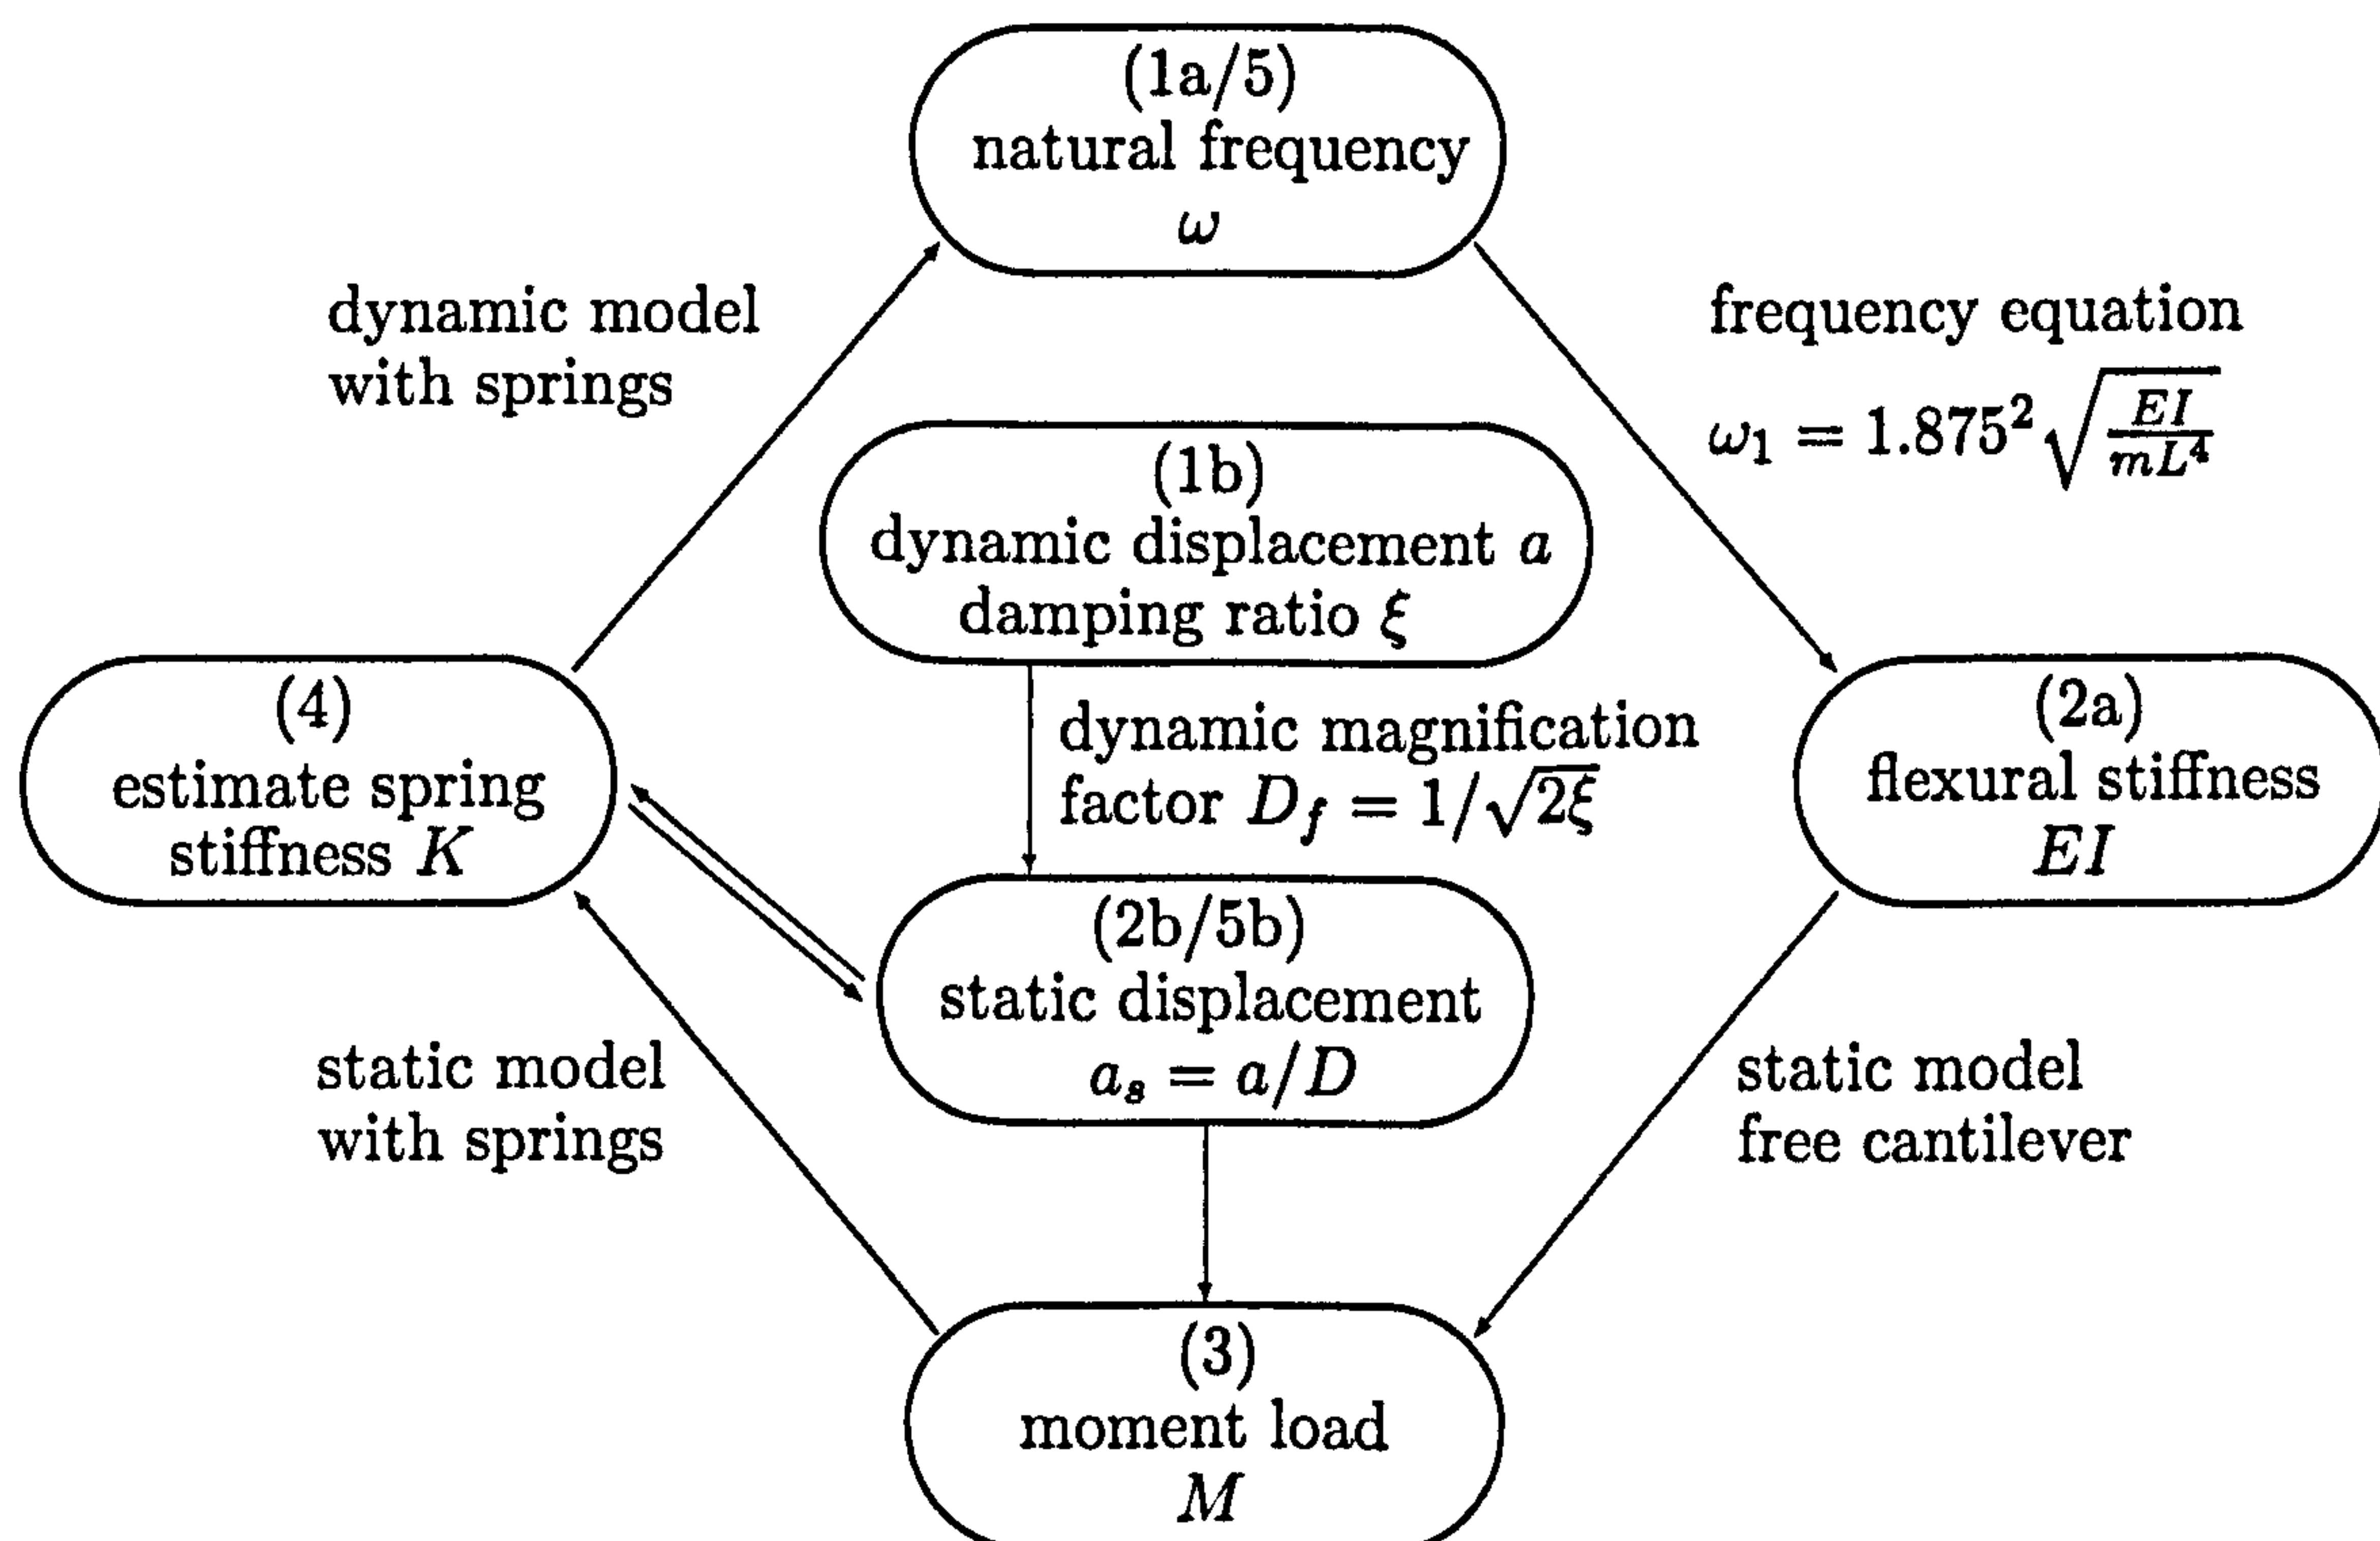 (1a/5)
natural frequency
ω
dynamic model
with springs
frequency equation
ω₁ = 1.875²√(EI/mL⁴)
(1b)
dynamic displacement a
damping ratio ξ
(4)
estimate spring
stiffness K
dynamic magnification
factor D_f = 1/√2ξ
(2a)
flexural stiffness
EI
(2b/5b)
static displacement
aₛ = a/D
static model
with springs
static model
free cantilever
(3)
moment load
M